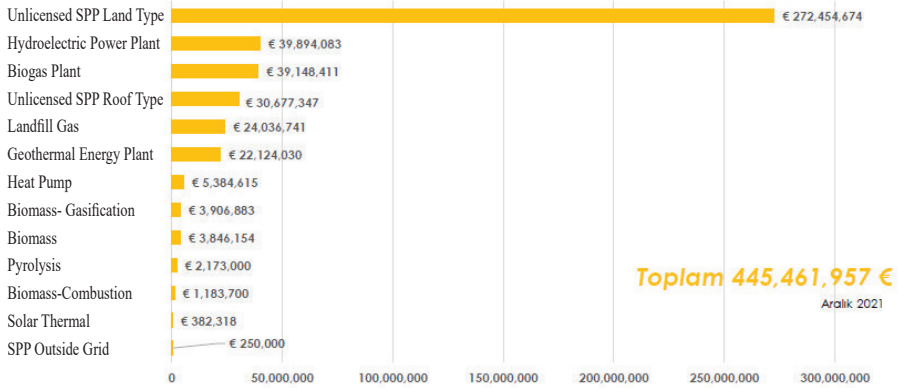 Unlicensed SPP Land Type € 272,454,674
Hydroelectric Power Plant € 39,894,083
Biogas Plant € 39,148,411
Unlicensed SPP Roof Type € 30,677,347
Landfill Gas € 24,036,741
Geothermal Energy Plant € 22,124,030
Heat Pump € 5,384,615
Biomass- Gasification € 3,906,883
Biomass € 3,846,154
Pyrolysis € 2,173,000
Toplam 445,461,957 €
Biomass-Combustion € 1,183,700
Aralık 2021
Solar Thermal € 382,318
SPP Outside Grid € 250,000
0 50,000,000 100,000,000 150,000,000 200,000,000 250,000,000 300,000,000